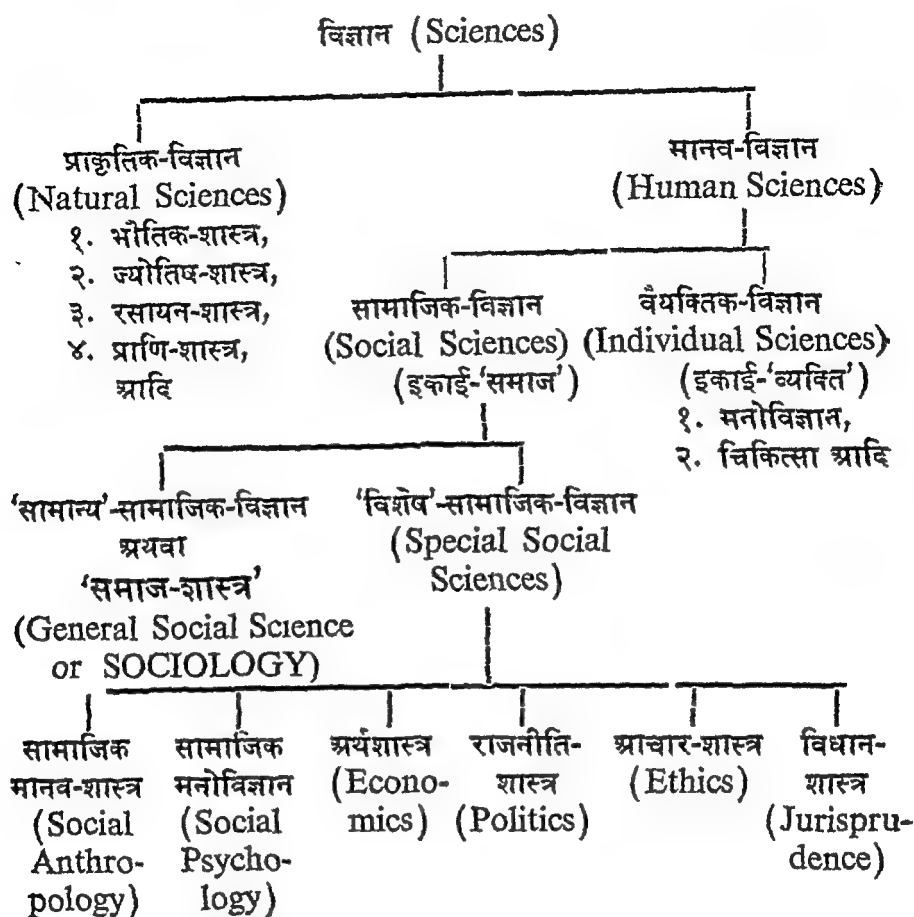 विज्ञान (Sciences)
प्राकृतिक-विज्ञान
(Natural Sciences)
१. भौतिक-शास्त्र,
२. ज्योतिष-शास्त्र,
३. रसायन-शास्त्र,
४. प्राणि-शास्त्र,
आदि
मानव-विज्ञान
(Human Sciences)
सामाजिक-विज्ञान
(Social Sciences)
(इकाई-‘समाज’)
वैयक्तिक-विज्ञान
(Individual Sciences)
(इकाई-‘व्यक्ति’)
१. मनोविज्ञान,
२. चिकित्सा आदि
‘सामान्य’-सामाजिक-विज्ञान
अथवा
‘समाज-शास्त्र’
(General Social Science
or SOCIOLOGY)
‘विशेष’-सामाजिक-विज्ञान
(Special Social
Sciences)
सामाजिक
मानव-शास्त्र
(Social
Anthro-
pology)
सामाजिक
मनोविज्ञान
(Social
Psycho-
logy)
अर्थशास्त्र
(Econo-
mics)
राजनीति-
शास्त्र
(Politics)
आचार-शास्त्र
(Ethics)
विधान-
शास्त्र
(Jurispru-
dence)